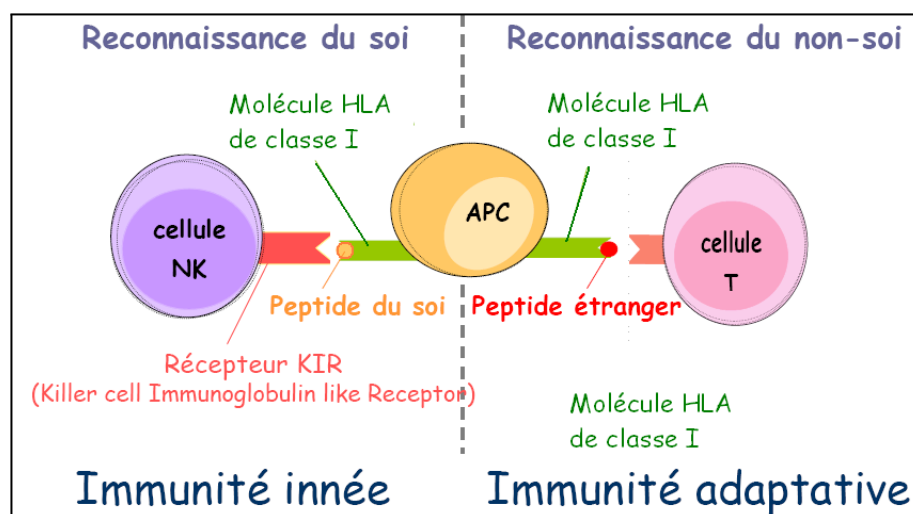 Reconnaissance du soi
Reconnaissance du non-soi
Molécule HLA
de classe I
Molécule HLA
de classe I
APC
cellule
NK
cellule
T
Peptide du soi
Peptide étranger
Récepteur KIR
(Killer cell Immunoglobulin like Receptor)
Molécule HLA
de classe I
Immunité innée
Immunité adaptative